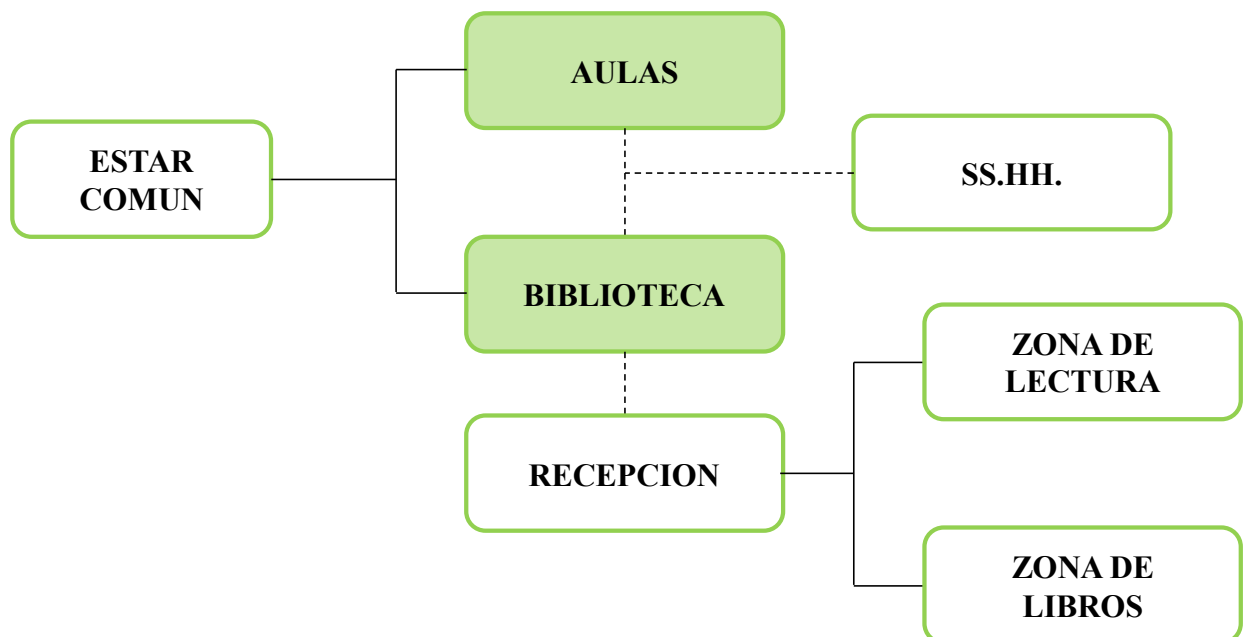 AULAS
ESTAR
COMUN
SS.HH.
BIBLIOTECA
ZONA DE
LECTURA
RECEPCION
ZONA DE
LIBROS